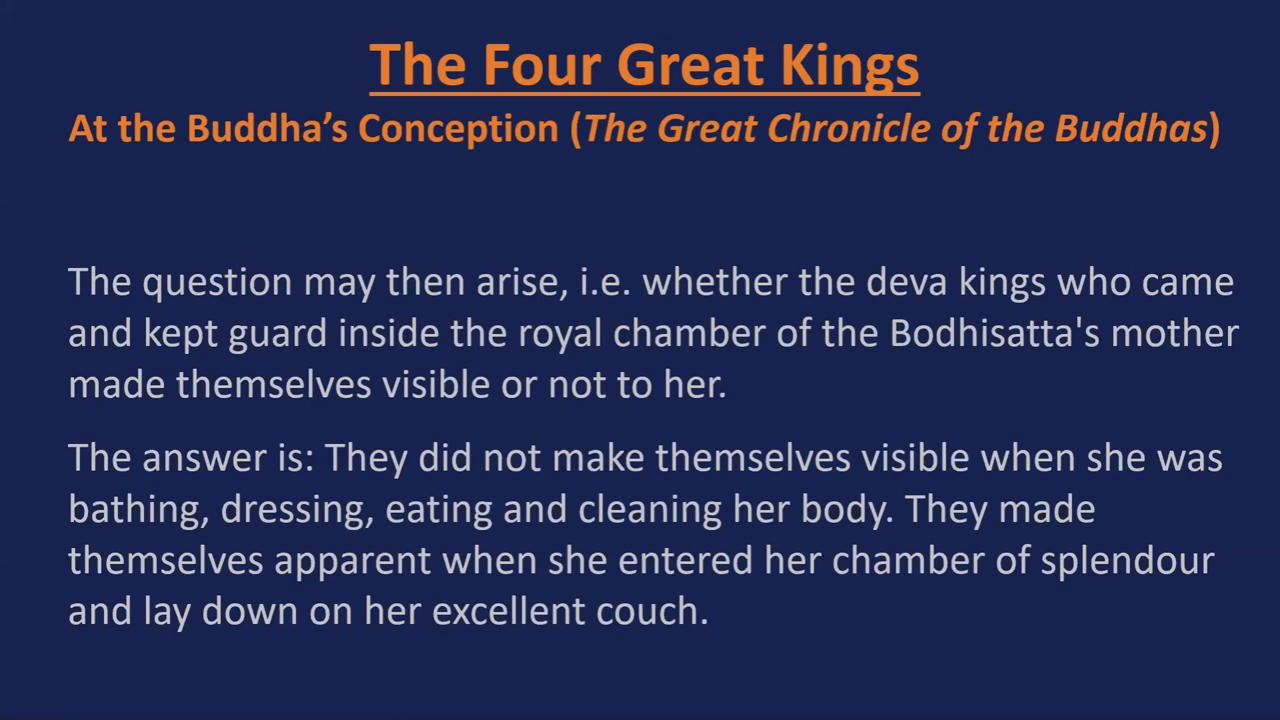 The Four Great Kings
At the Buddha’s Conception (The Great Chronicle of the Buddhas)
The question may then arise, i.e. whether the deva kings who came
and kept guard inside the royal chamber of the Bodhisatta's mother
made themselves visible or not to her.
The answer is: They did not make themselves visible when she was
bathing, dressing, eating and cleaning her body. They made
themselves apparent when she entered her chamber of splendour
and lay down on her excellent couch.